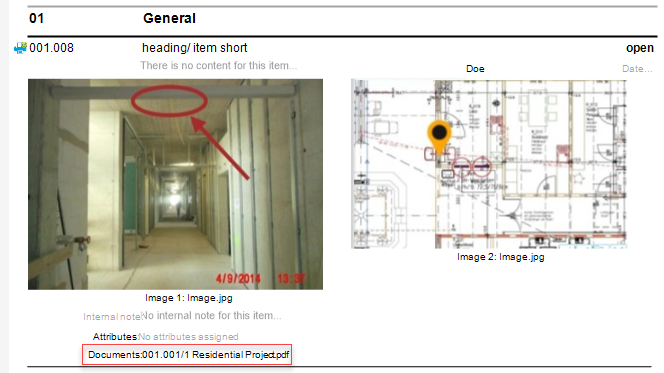 01 General
001.008 heading/ item short open
There is no content for this item...
Doe Date...
4/9/2014 13:37
Image 1: Image.jpg
Image 2: Image.jpg
Internal note: No internal note for this item...
Attributes: No attributes assigned
Documents: 001.001/1 Residential Project.pdf